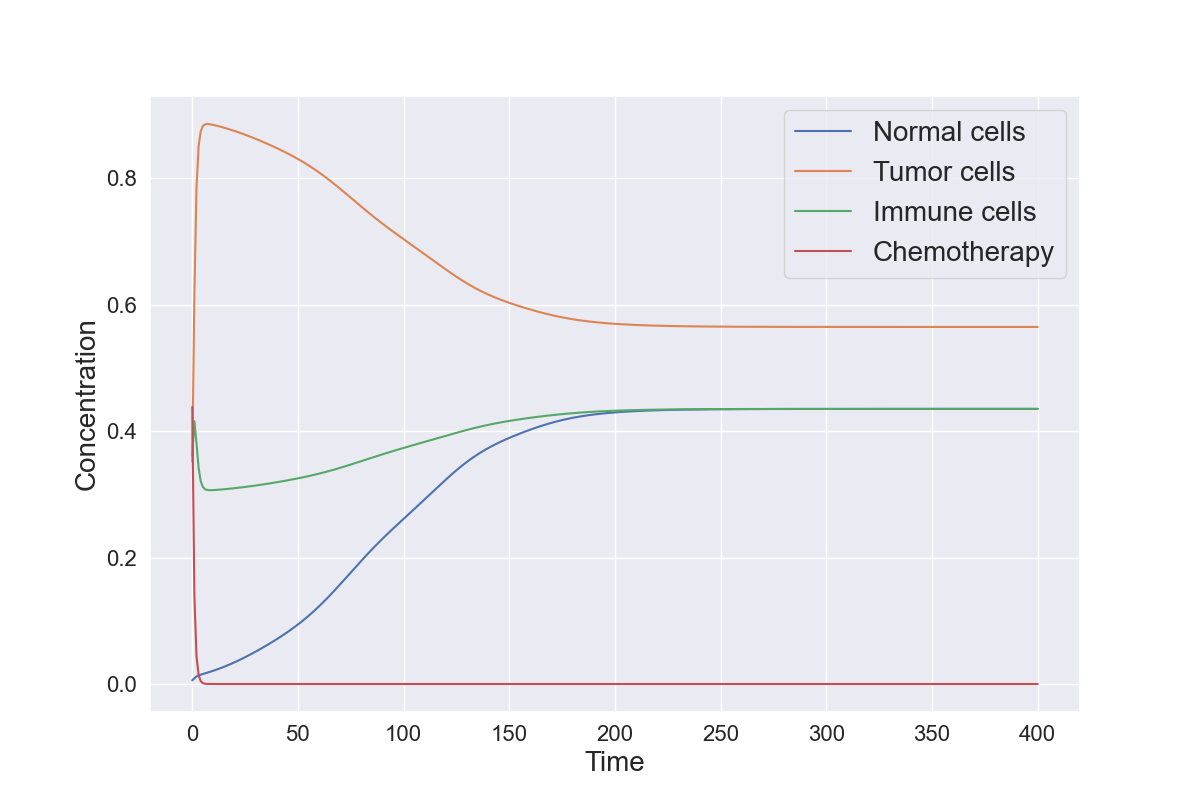 Normal cells
Tumor cells
Immune cells
Chemotherapy
Concentration
0.8
0.6
0.4
0.2
0.0
0 50 100 150 200 250 300 350 400
Time